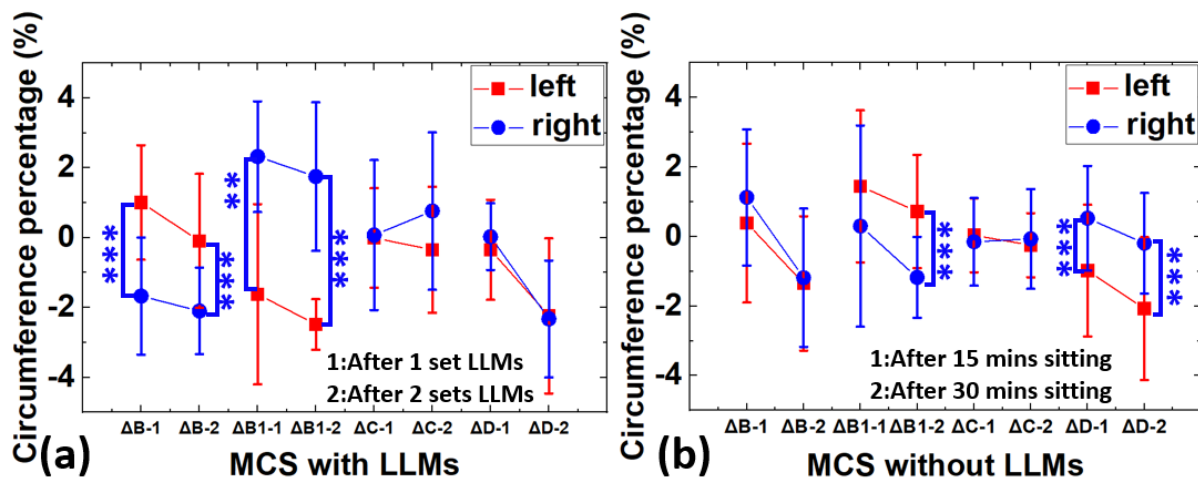 Circumference percentage (%)
4
2
0
-2
-4
left
right
***
***
**
***
1:After 1 set LLMs
2:After 2 sets LLMs
ΔB-1 ΔB-2 ΔB1-1 ΔB1-2 ΔC-1 ΔC-2 ΔD-1 ΔD-2
(a) MCS with LLMs
Circumference percentage (%)
4
2
0
-2
-4
left
right
***
***
***
1:After 15 mins sitting
2:After 30 mins sitting
ΔB-1 ΔB-2 ΔB1-1 ΔB1-2 ΔC-1 ΔC-2 ΔD-1 ΔD-2
(b) MCS without LLMs